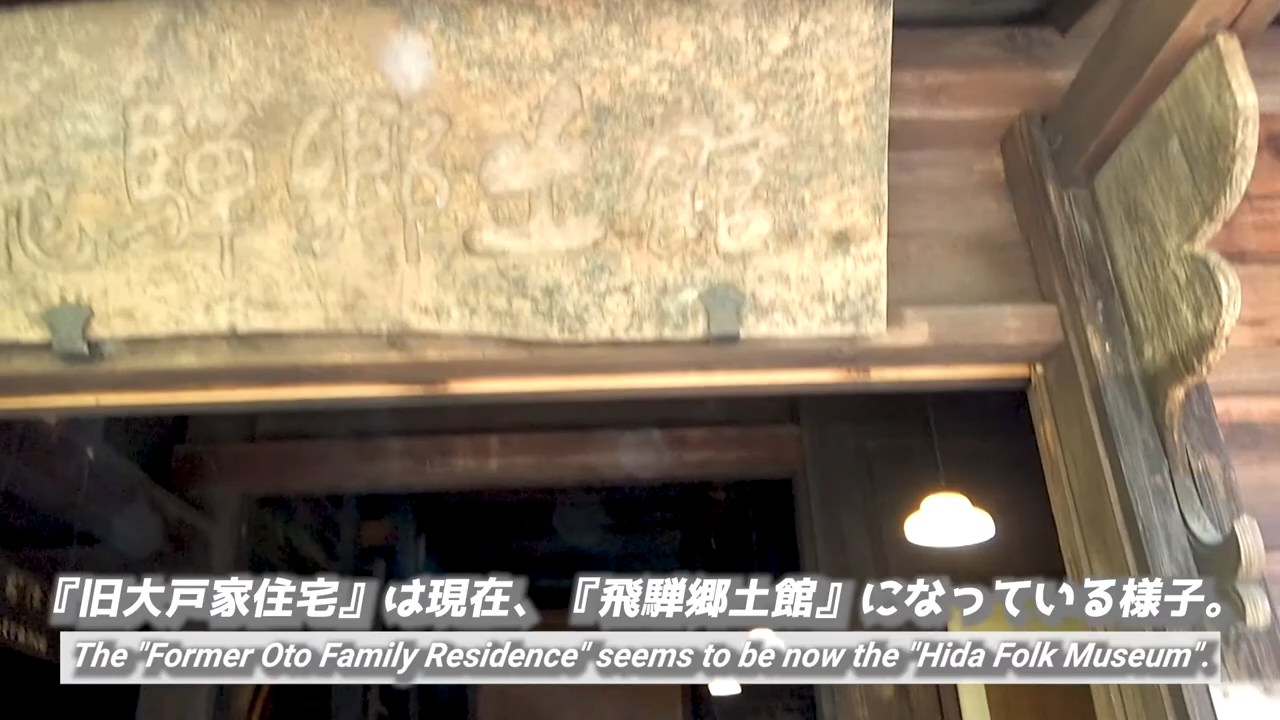 騨郷土館
『旧大戸家住宅』は現在、『飛騨郷土館』になっている様子。
The "Former Oto Family Residence" seems to be now the "Hida Folk Museum".